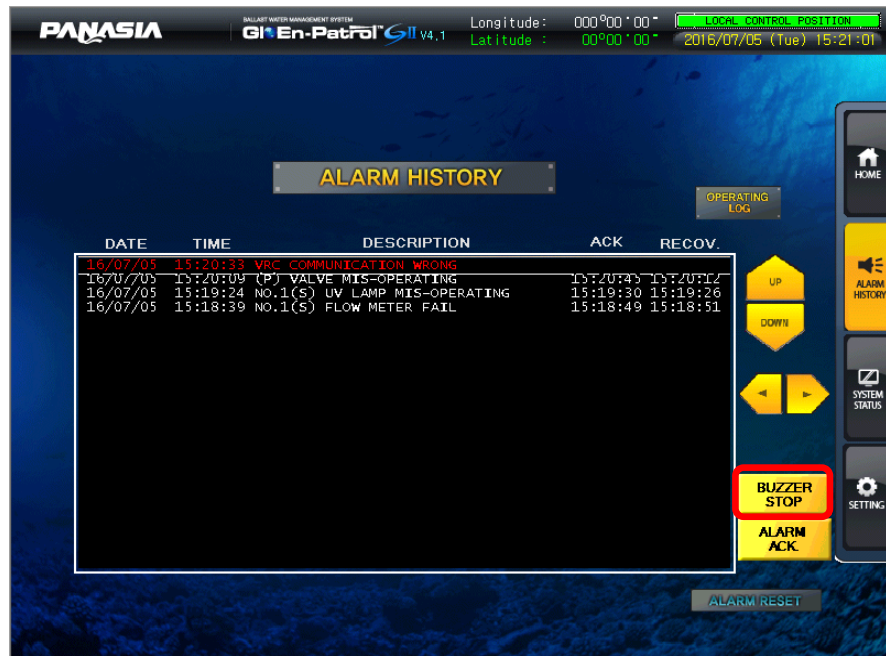 PANASIA
BALLAST WATER MANAGEMENT SYSTEM
GloEn-Patrol GII V4.1
Longitude: 000°00'00"
Latitude : 00°00'00"
LOCAL CONTROL POSITION
2016/07/05 (Tue) 15:21:01
ALARM HISTORY
OPERATING
LOG
DATE TIME DESCRIPTION ACK RECOV.
16/07/05 15:20:33 VRC COMMUNICATION WRONG
16/07/05 15:20:09 (P) VALVE MIS-OPERATING 15:20:45 15:20:12
16/07/05 15:19:24 NO.1(S) UV LAMP MIS-OPERATING 15:19:30 15:19:26
16/07/05 15:18:39 NO.1(S) FLOW METER FAIL 15:18:49 15:18:51
UP
DOWN
BUZZER
STOP
ALARM
ACK.
ALARM RESET
HOME
ALARM
HISTORY
SYSTEM
STATUS
SETTING